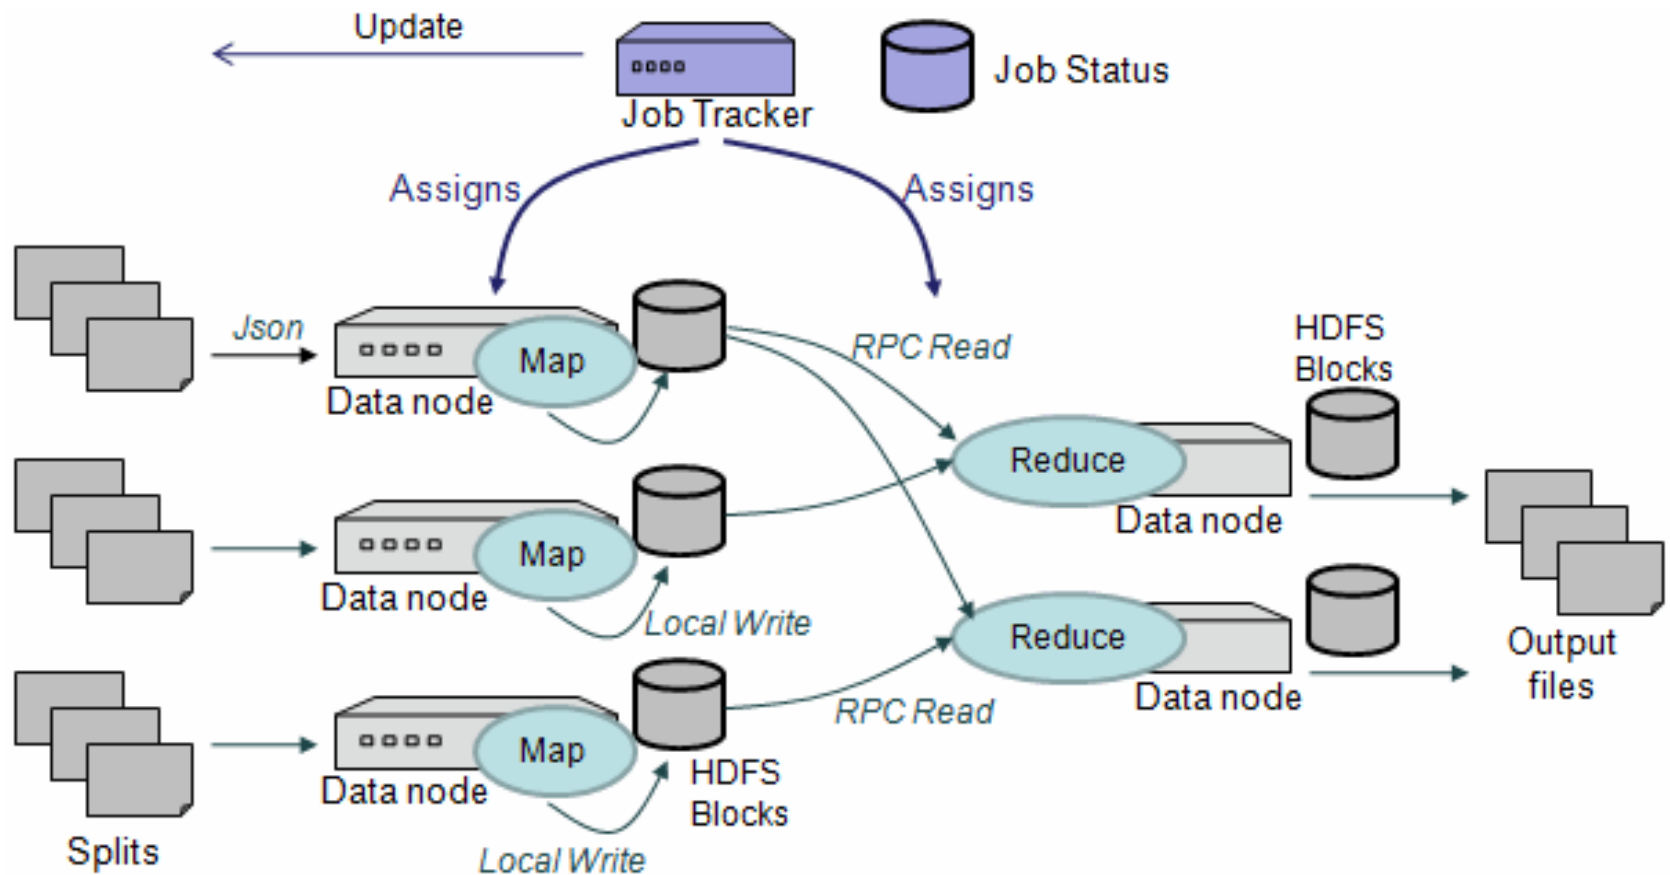 Update
Job Tracker
Job Status
Assigns
Assigns
Json
Map
Data node
RPC Read
HDFS
Blocks
Reduce
Data node
Map
Data node
Local Write
Reduce
Data node
Output
files
RPC Read
Map
Data node
HDFS
Blocks
Splits
Local Write